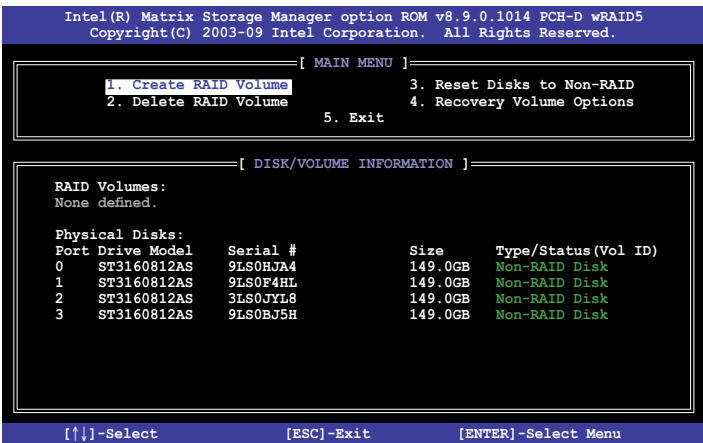 Intel(R) Matrix Storage Manager option ROM v8.9.0.1014 PCH-D wRAID5
Copyright(C) 2003-09 Intel Corporation. All Rights Reserved.
[ MAIN MENU ]
1. Create RAID Volume 3. Reset Disks to Non-RAID
2. Delete RAID Volume 4. Recovery Volume Options
5. Exit
[ DISK/VOLUME INFORMATION ]
RAID Volumes:
None defined.
Physical Disks:
Port Drive Model Serial # Size Type/Status(Vol ID)
0 ST3160812AS 9LS0HJA4 149.0GB Non-RAID Disk
1 ST3160812AS 9LS0F4HL 149.0GB Non-RAID Disk
2 ST3160812AS 3LS0JYL8 149.0GB Non-RAID Disk
3 ST3160812AS 9LS0BJ5H 149.0GB Non-RAID Disk
[↑↓]-Select [ESC]-Exit [ENTER]-Select Menu